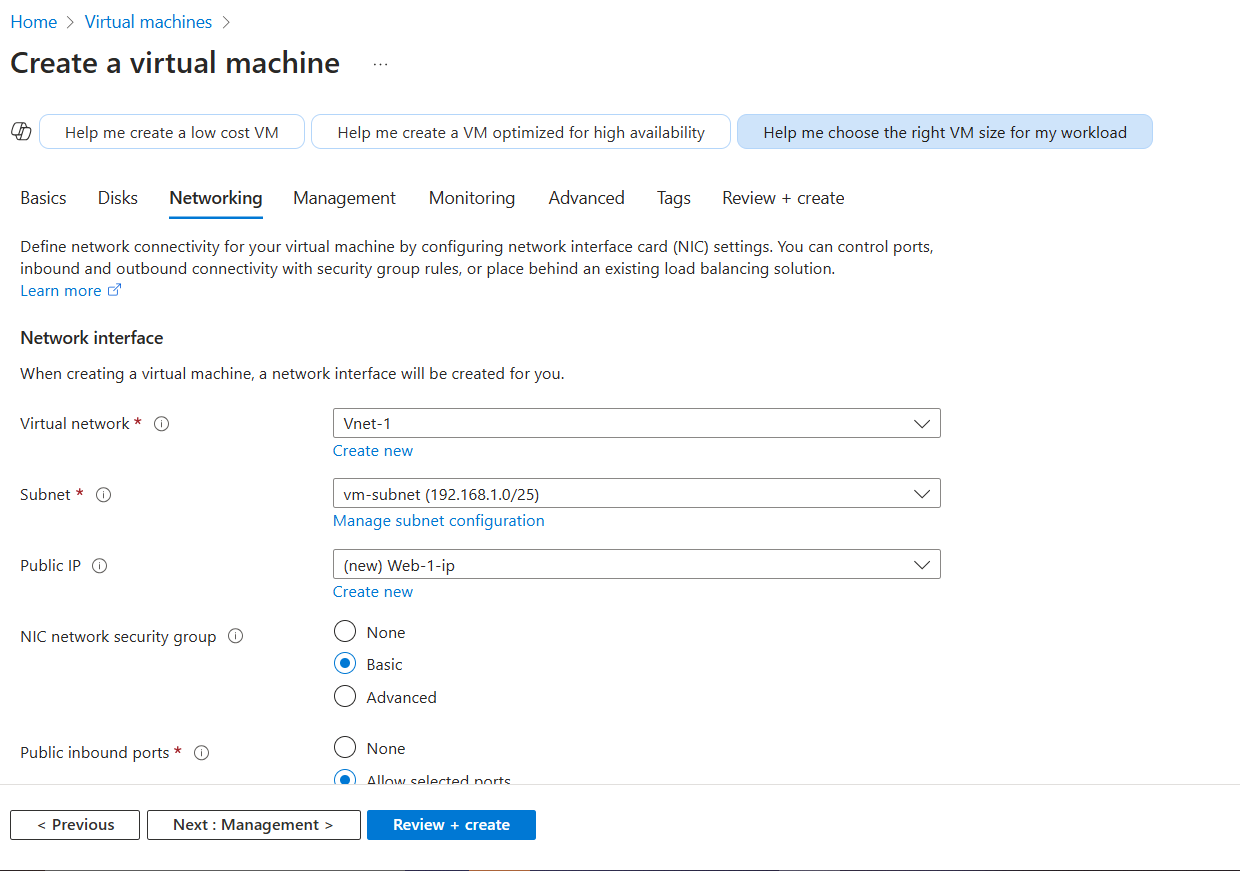 Home > Virtual machines >
Create a virtual machine ...
Help me create a low cost VM
Help me create a VM optimized for high availability
Help me choose the right VM size for my workload
Basics Disks Networking Management Monitoring Advanced Tags Review + create
Define network connectivity for your virtual machine by configuring network interface card (NIC) settings. You can control ports,
inbound and outbound connectivity with security group rules, or place behind an existing load balancing solution.
Learn more
Network interface
When creating a virtual machine, a network interface will be created for you.
Virtual network *
Vnet-1
Create new
Subnet *
vm-subnet (192.168.1.0/25)
Manage subnet configuration
Public IP
(new) Web-1-ip
Create new
NIC network security group
None
Basic
Advanced
Public inbound ports *
None
Allow selected ports
< Previous
Next : Management >
Review + create